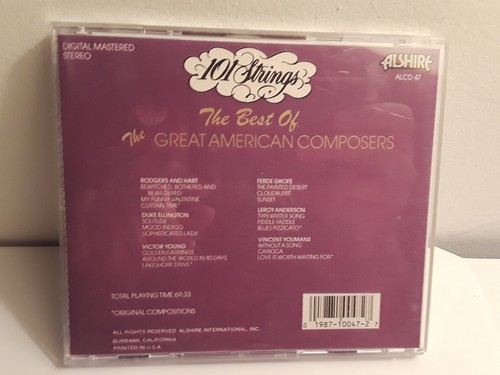 DIGITAL MASTERED
STEREO
101 Strings
ALSHIRE
ALCD 47
The Best Of
The GREAT AMERICAN COMPOSERS
RODGERS AND HART
BEWITCHED, BOTHERED AND
BEWILDERED
MY FUNNY VALENTINE
CURTAIN TIME*
DUKE ELLINGTON
SOLITUDE
MOOD INDIGO
SOPHISTICATED LADY
VICTOR YOUNG
GOLDEN EARRINGS
AROUND THE WORLD IN 80 DAYS
LAKESHORE DRIVE*
FERDE GROFE
THE PAINTED DESERT
CLOUDBURST
SUNSET
LEROY ANDERSON
TYPEWRITER SONG
FIDDLE FADDLE
BLUES PIZZICATO*
VINCENT YOUMANS
WITHOUT A SONG
CARIOCA
LOVE IS WORTH WAITING FOR*
TOTAL PLAYING TIME 69:33
*ORIGINAL COMPOSITIONS
ALL RIGHTS RESERVED ALSHIRE INTERNATIONAL, INC.
BURBANK, CALIFORNIA
PRINTED IN U.S.A.
0 1987-10047-2 7